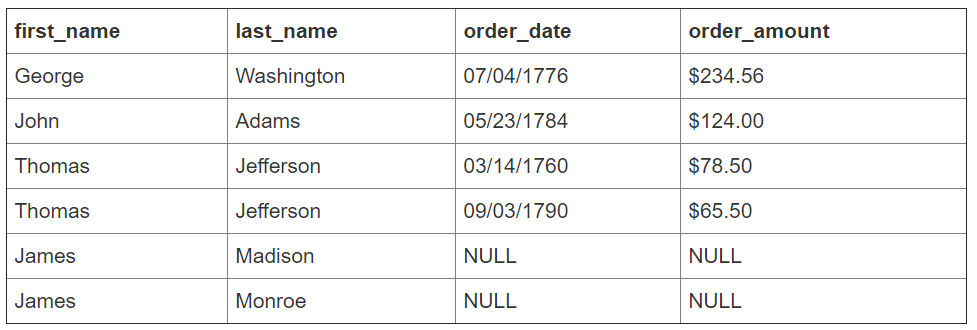 first_name last_name order_date order_amount
George Washington 07/04/1776 $234.56
John Adams 05/23/1784 $124.00
Thomas Jefferson 03/14/1760 $78.50
Thomas Jefferson 09/03/1790 $65.50
James Madison NULL NULL
James Monroe NULL NULL